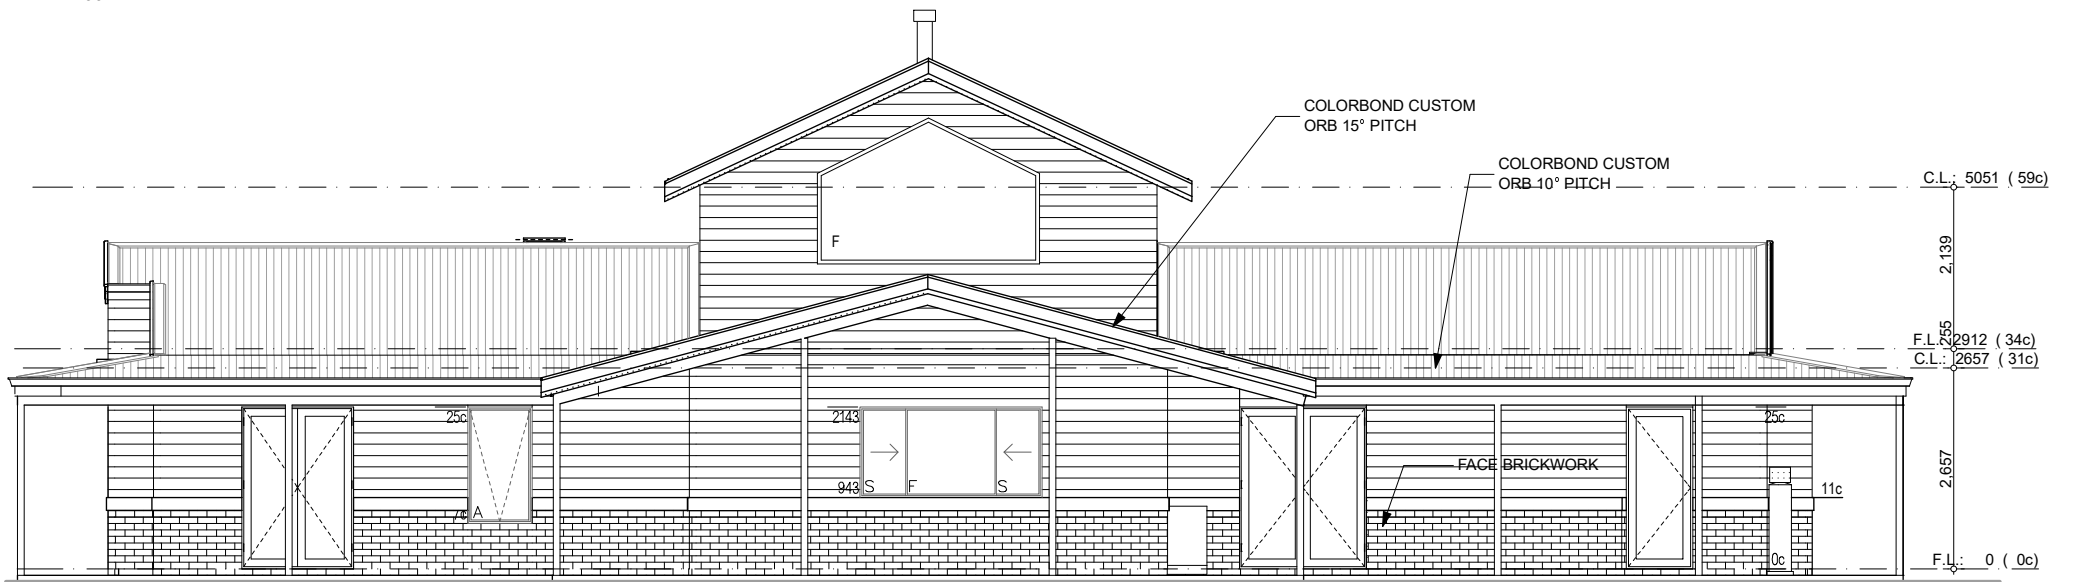 COLORBOND CUSTOM
ORB 15° PITCH
COLORBOND CUSTOM
ORB 10° PITCH
C.L.: 5051 ( 59c)
2,139
F
255
F.L.: 2912 ( 34c)
C.L.: 2657 ( 31c)
25c
2143
25c
FACE BRICKWORK
2,657
943
S
F
S
11c
7c
A
0c
F.L.: 0 ( 0c)